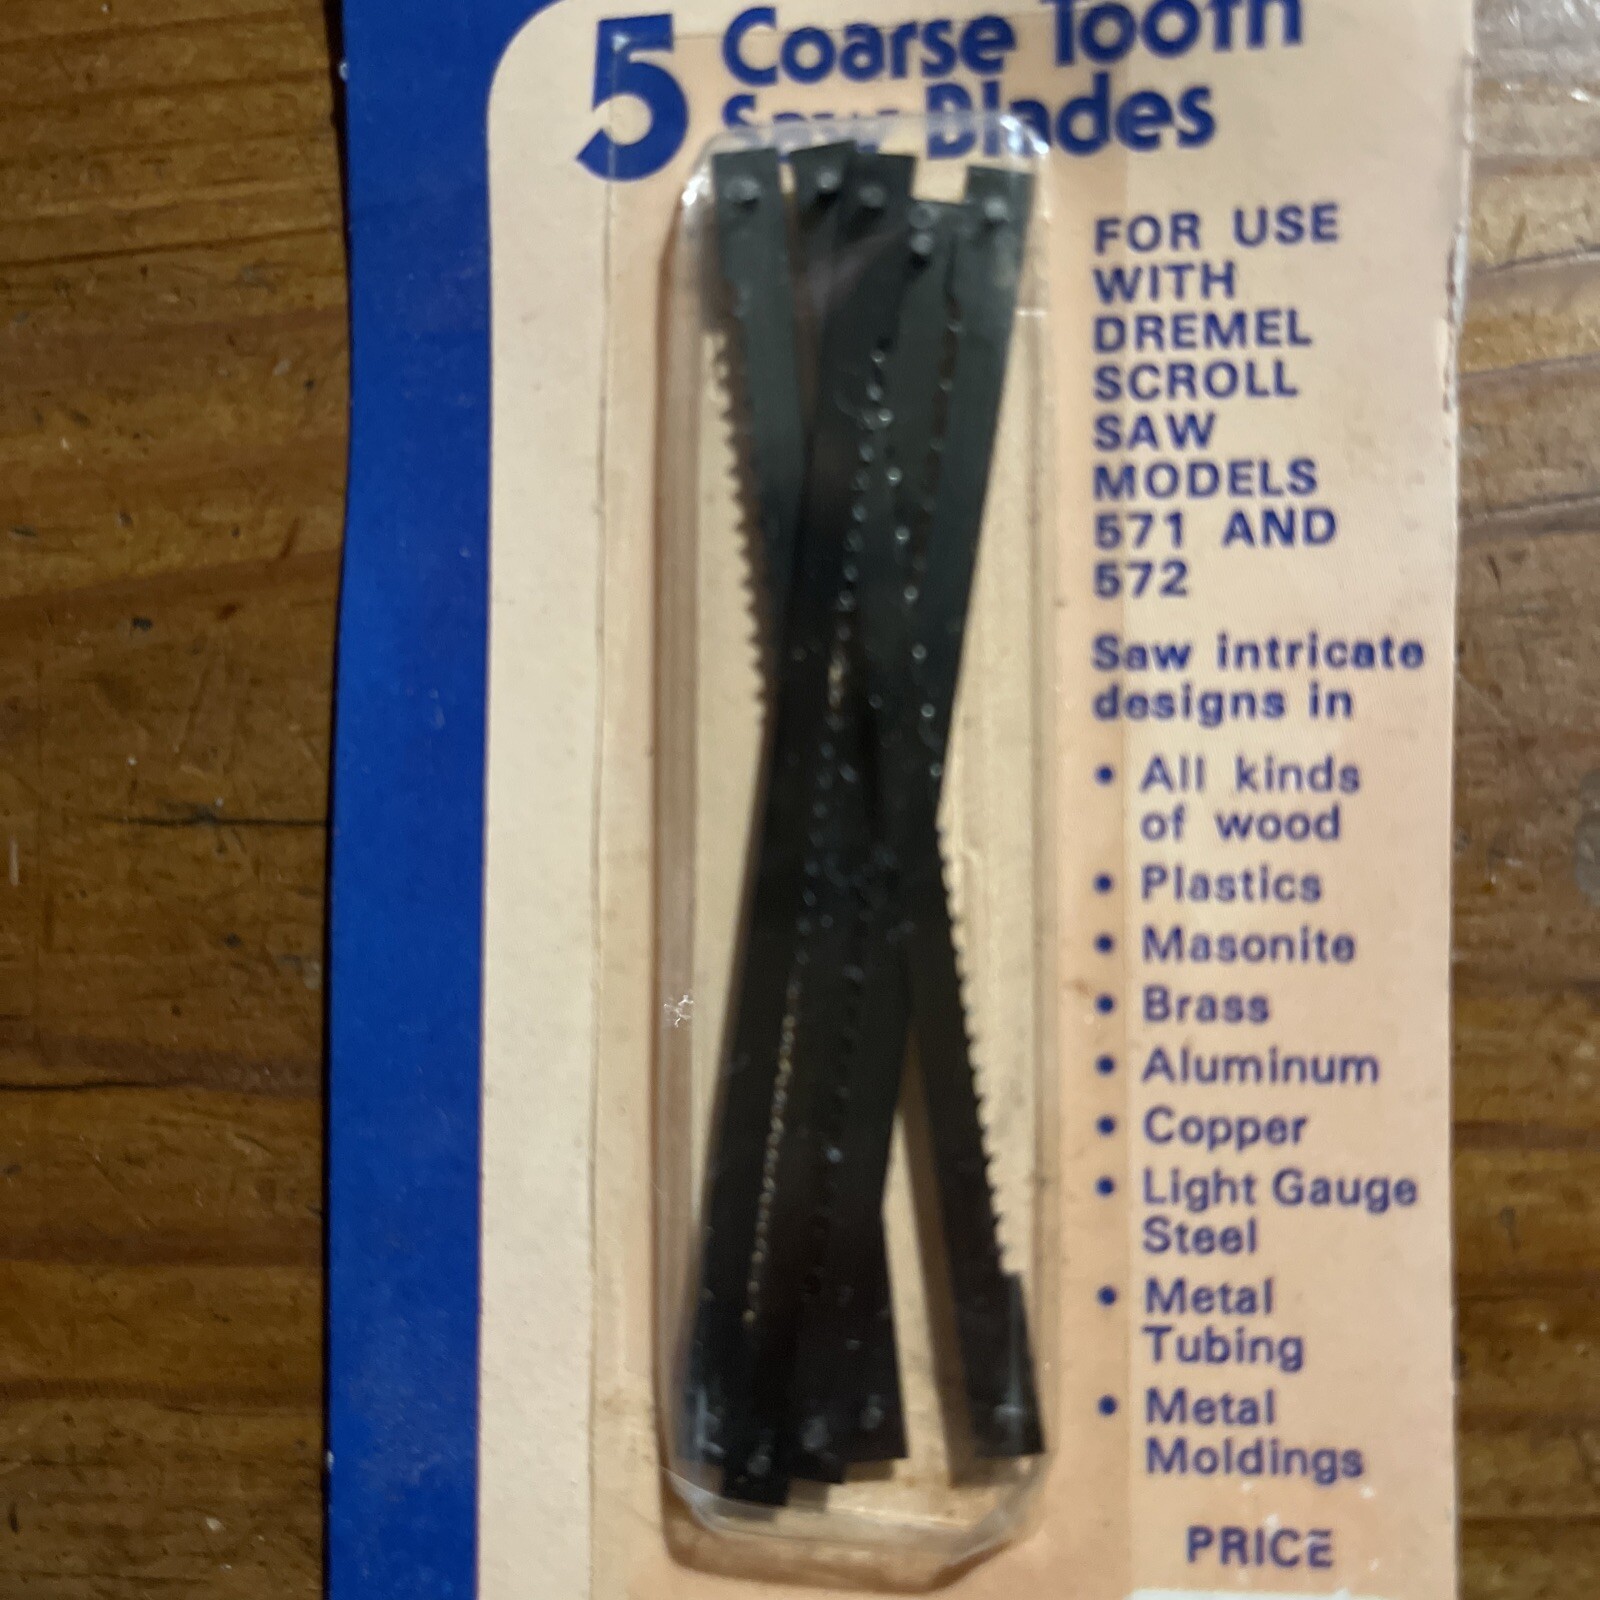 5 Coarse Tooth
Saw Blades
FOR USE
WITH
DREMEL
SCROLL
SAW
MODELS
571 AND
572
Saw intricate
designs in
• All kinds
of wood
• Plastics
• Masonite
• Brass
• Aluminum
• Copper
• Light Gauge
Steel
• Metal
Tubing
• Metal
Moldings
PRICE